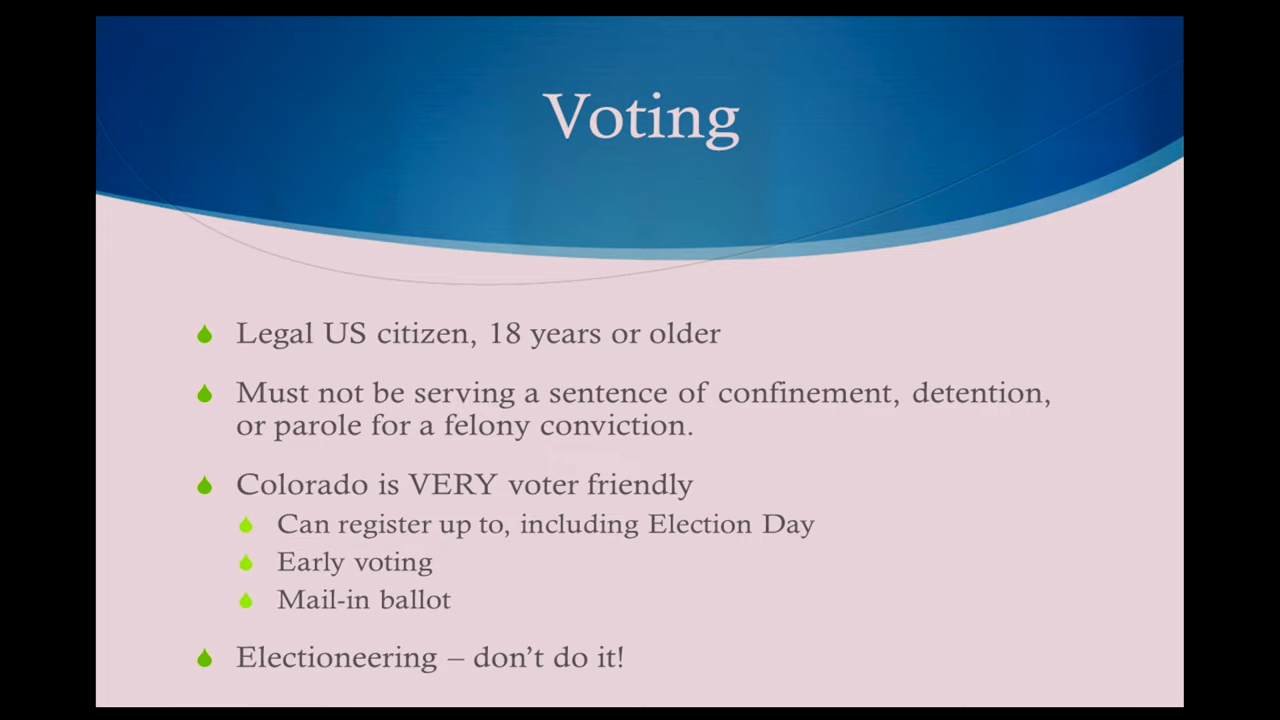 Voting
Legal US citizen, 18 years or older
Must not be serving a sentence of confinement, detention,
or parole for a felony conviction.
Colorado is VERY voter friendly
Can register up to, including Election Day
Early voting
Mail-in ballot
Electioneering – don’t do it!